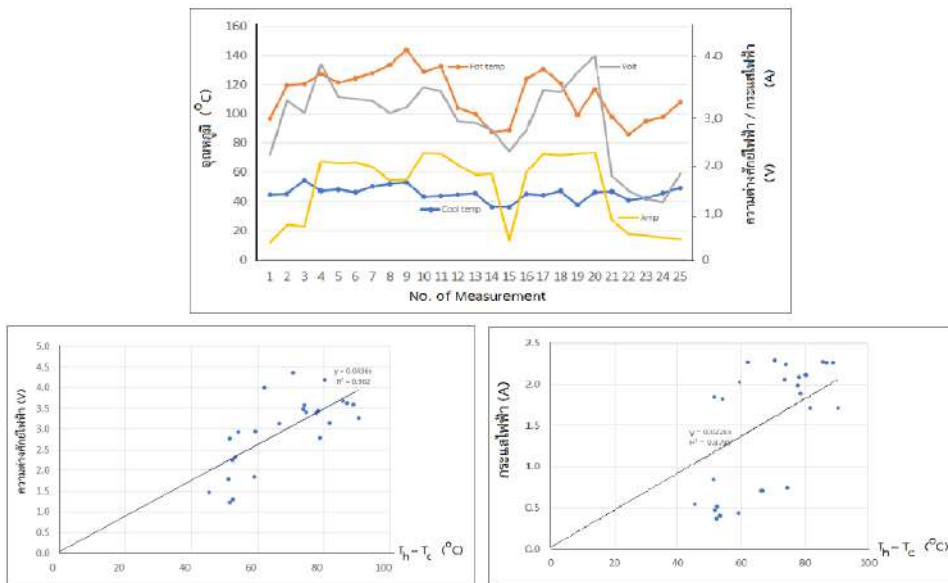 160
140
120
100
80
60
40
20
0
อุณหภูมิ (°C)
Hot temp
Volt
Cool temp
Amp
4.0
3.0
2.0
1.0
0
ความต่างศักย์ไฟฟ้า / กระแสไฟฟ้า
(V) (A)
1 2 3 4 5 6 7 8 9 10 11 12 13 14 15 16 17 18 19 20 21 22 23 24 25
No. of Measurement
5.0
4.5
4.0
3.5
3.0
2.5
2.0
1.5
1.0
0.5
0.0
ความต่างศักย์ไฟฟ้า (V)
0 20 40 60 80 100
Th – Tc (°C)
2.5
2.0
1.5
1.0
0.5
0.0
กระแสไฟฟ้า (A)
0 20 40 60 80 100
Th – Tc (°C)